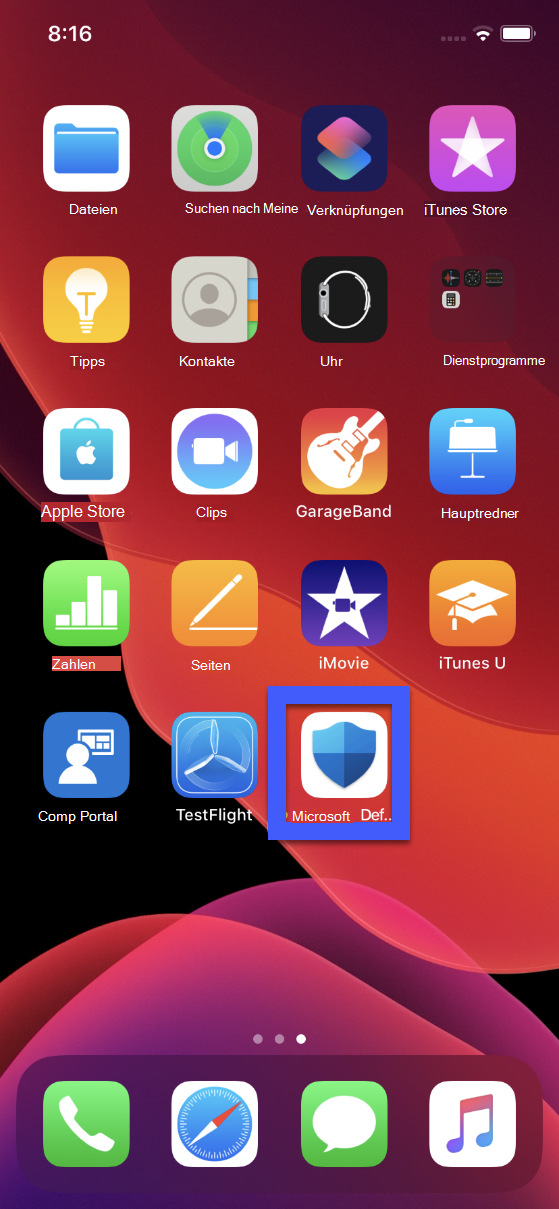 8:16
Dateien
Suchen nach Meine
Verknüpfungen
iTunes Store
Tipps
Kontakte
Uhr
Dienstprogramme
Apple Store
Clips
GarageBand
Hauptredner
Zahlen
Seiten
iMovie
iTunes U
Comp Portal
TestFlight
Microsoft Def..